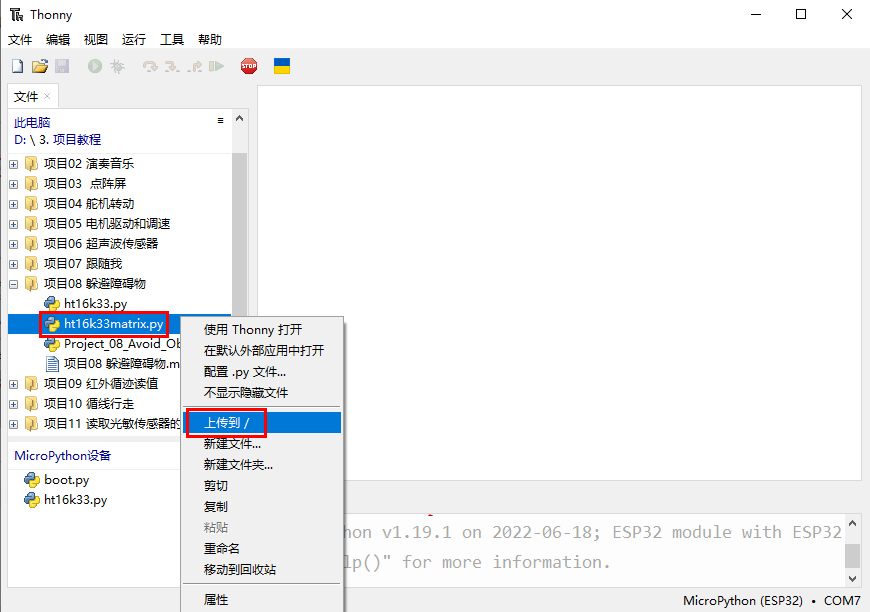 Thonny
文件 编辑 视图 运行 工具 帮助
STOP
文件
此电脑
D: \ 3. 项目教程
项目02 演奏音乐
项目03 点阵屏
项目04 舵机转动
项目05 电机驱动和调速
项目06 超声波传感器
项目07 跟随我
项目08 躲避障碍物
ht16k33.py
ht16k33matrix.py
Project_08_Avoid_Ob
项目08 躲避障碍物.m
项目09 红外循迹读值
项目10 循线行走
项目11 读取光敏传感器的
MicroPython设备
boot.py
ht16k33.py
使用 Thonny 打开
在默认外部应用中打开
配置 .py 文件...
不显示隐藏文件
上传到 /
新建文件...
新建文件夹...
剪切
复制
粘贴
重命名
移动到回收站
属性
hon v1.19.1 on 2022-06-18; ESP32 module with ESP32
lp()" for more information.
MicroPython (ESP32) • COM7